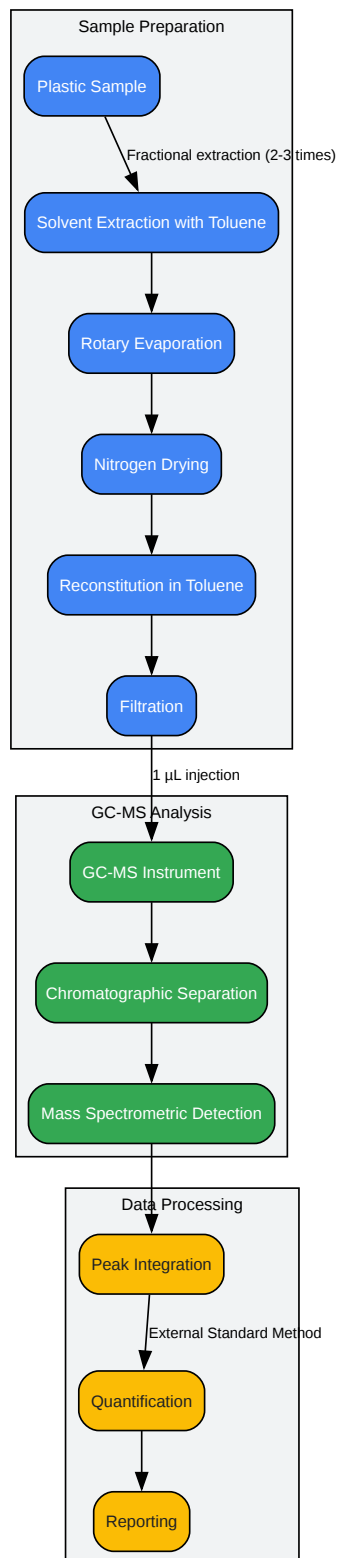 Sample Preparation
Plastic Sample
Fractional extraction (2-3 times)
Solvent Extraction with Toluene
Rotary Evaporation
Nitrogen Drying
Reconstitution in Toluene
Filtration
1 µL injection
GC-MS Analysis
GC-MS Instrument
Chromatographic Separation
Mass Spectrometric Detection
Data Processing
Peak Integration
External Standard Method
Quantification
Reporting